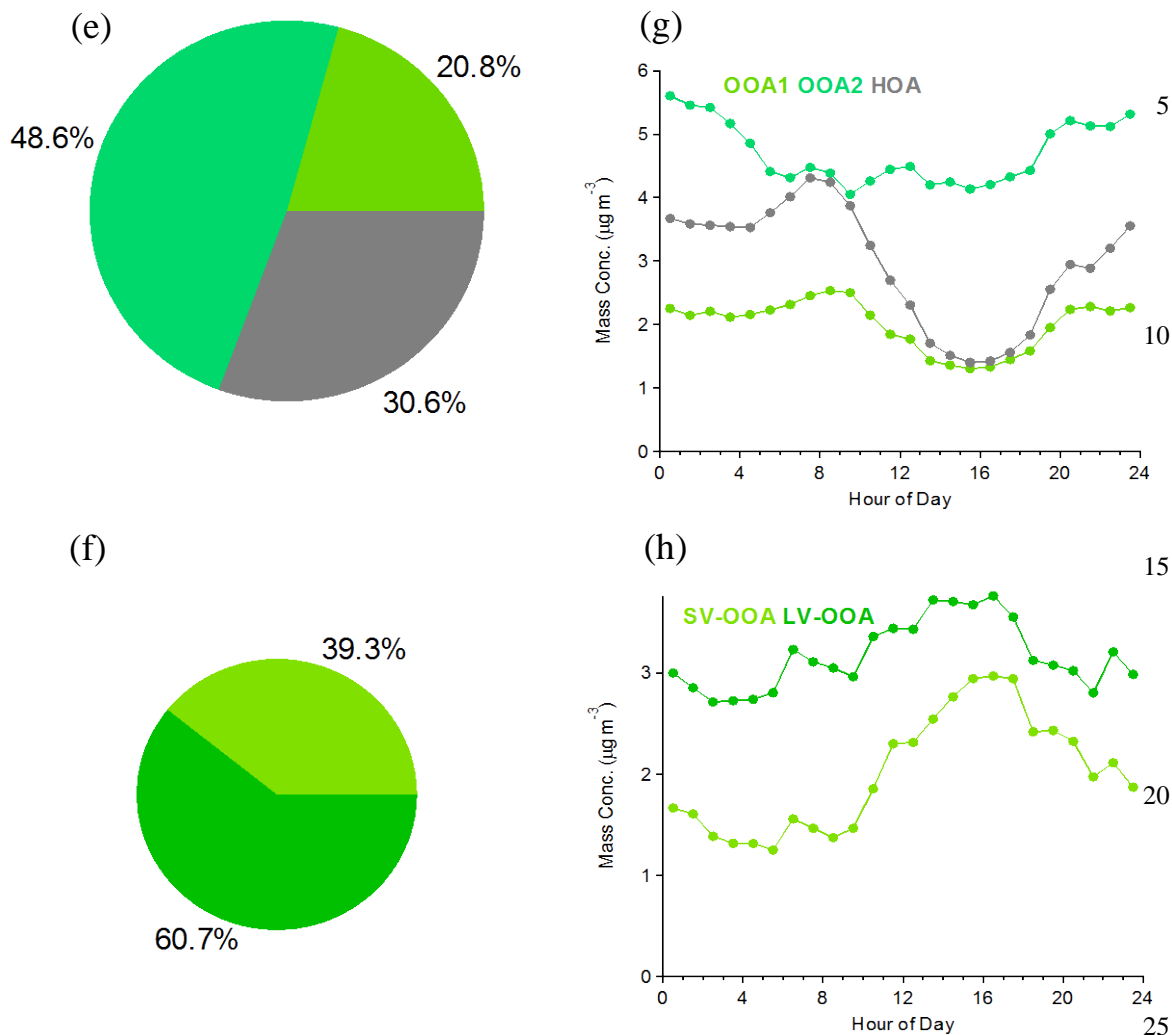 (e)
20.8%
48.6%
30.6%
(g)
OOA1 OOA2 HOA
Mass Conc. (µg m⁻³)
6
5
4
3
2
1
0
0 4 8 12 16 20 24
Hour of Day
5
10
(f)
39.3%
60.7%
(h)
SV-OOA LV-OOA
Mass Conc. (µg m⁻³)
3
2
1
0
0 4 8 12 16 20 24
Hour of Day
15
20
25